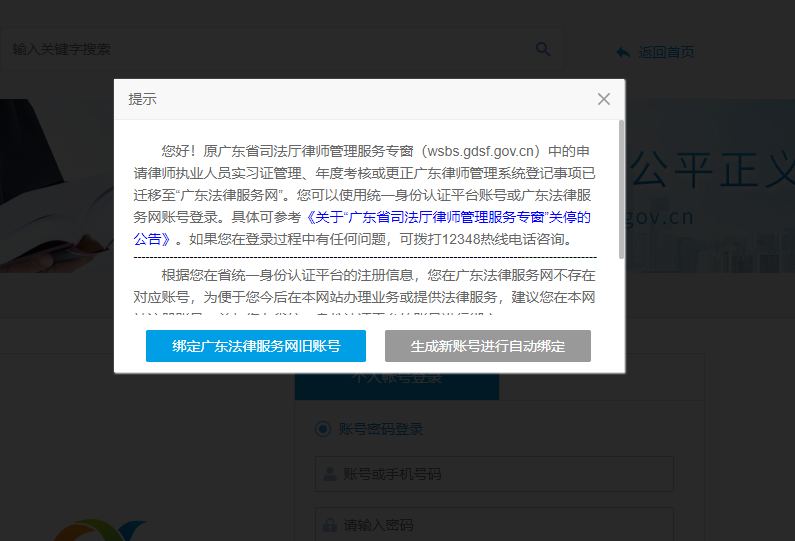 输入关键字搜索
返回首页
提示
您好！原广东省司法厅律师管理服务专窗（wsbs.gdsf.gov.cn）中的申
请律师执业人员实习证管理、年度考核或更正广东律师管理系统登记事项已
迁移至“广东法律服务网”。您可以使用统一身份认证平台账号或广东法律服
务网账号登录。具体可参考《关于“广东省司法厅律师管理服务专窗”关停的
公告》。如果您在登录过程中有任何问题，可拨打12348热线电话咨询。
根据您在省统一身份认证平台的注册信息，您在广东法律服务网不存在
对应账号，为便于您今后在本网站办理业务或提供法律服务，建议您在本网
绑定广东法律服务网旧账号
生成新账号进行自动绑定
公平正义
gov.cn
个人账号登录
账号密码登录
账号或手机号码
请输入密码